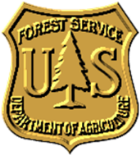 FOREST SERVICE
U S
DEPARTMENT OF AGRICULTURE